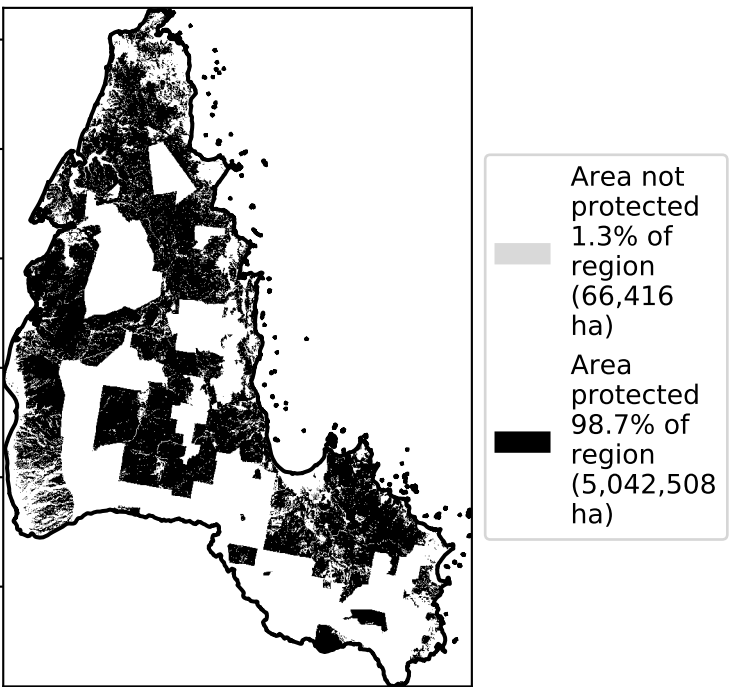 Area not
protected
1.3% of
region
(66,416
ha)
Area
protected
98.7% of
region
(5,042,508
ha)